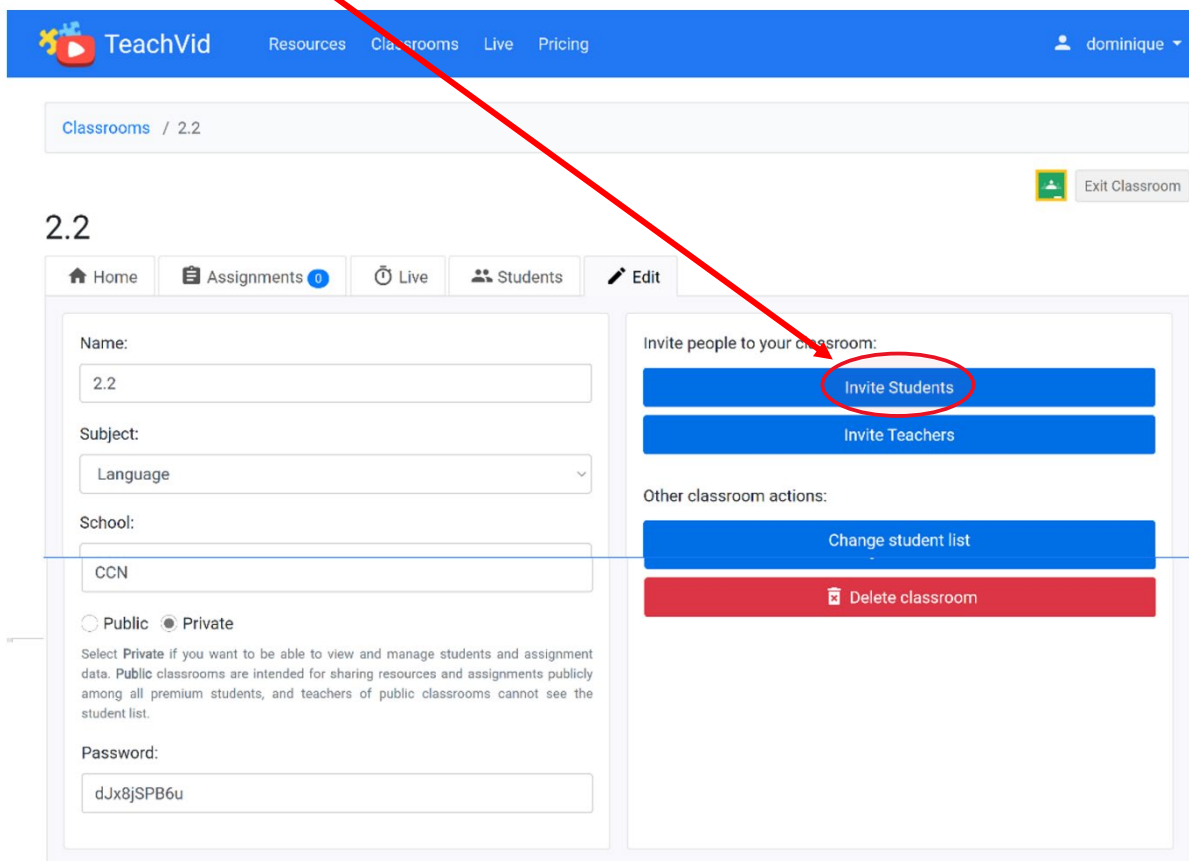 TeachVid Resources Classrooms Live Pricing dominique
Classrooms / 2.2
Exit Classroom
2.2
Home Assignments 0 Live Students Edit
Name:
2.2
Subject:
Language
School:
CCN
Public Private
Select Private if you want to be able to view and manage students and assignment
data. Public classrooms are intended for sharing resources and assignments publicly
among all premium students, and teachers of public classrooms cannot see the
student list.
Password:
dJx8jSPB6u
Invite people to your classroom:
Invite Students
Invite Teachers
Other classroom actions:
Change student list
Delete classroom